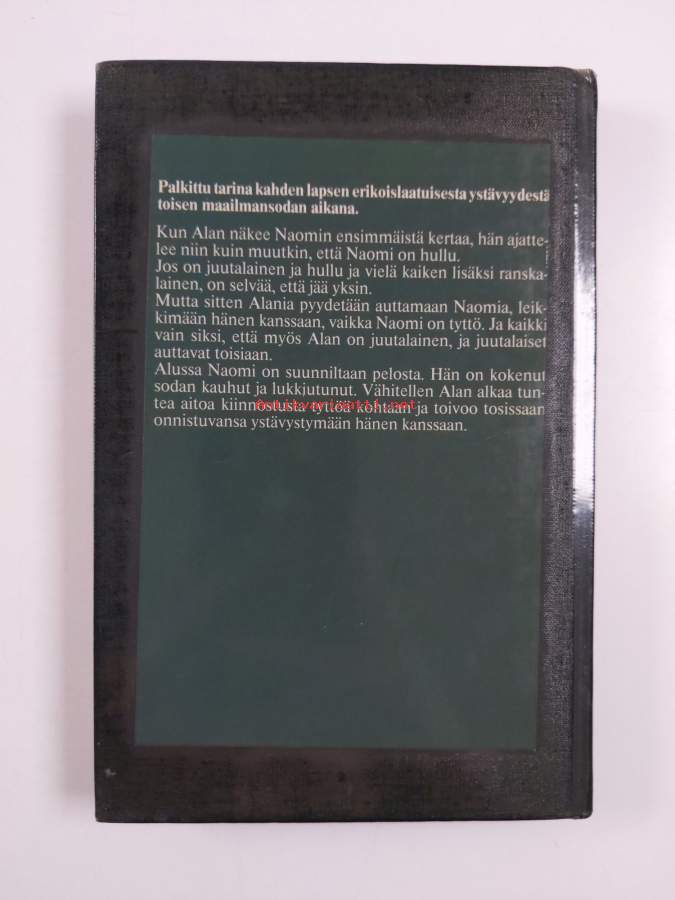 Palkittu tarina kahden lapsen erikoislaatuisesta ystävyydestä
toisen maailmansodan aikana.
Kun Alan näkee Naomin ensimmäistä kertaa, hän ajatte-
lee niin kuin muutkin, että Naomi on hullu.
Jos on juutalainen ja hullu ja vielä kaiken lisäksi ranska-
lainen, on selvää, että jää yksin.
Mutta sitten Alania pyydetään auttamaan Naomia, leik-
kimään hänen kanssaan, vaikka Naomi on tyttö. Ja kaikki
vain siksi, että myös Alan on juutalainen, ja juutalaiset
auttavat toisiaan.
Alussa Naomi on suunniltaan pelosta. Hän on kokenut
sodan kauhut ja lukkiutunut. Vähitellen Alan alkaa tun-
tea aitoa kiinnostusta tyttöä kohtaan ja toivoo tosissaan
onnistuvansa ystävystymään hänen kanssaan.
Antikvariaatti.net